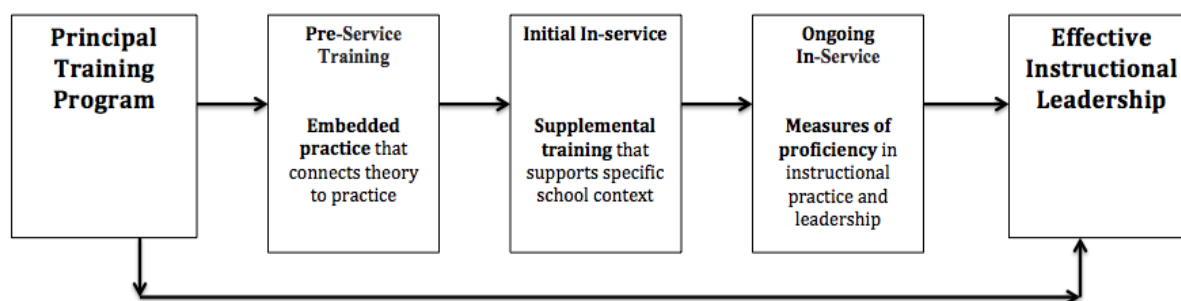 Principal
Training
Program
Pre-Service
Training
Embedded
practice that
connects theory
to practice
Initial In-service
Supplemental
training that
supports specific
school context
Ongoing
In-Service
Measures of
proficiency in
instructional
practice and
leadership
Effective
Instructional
Leadership